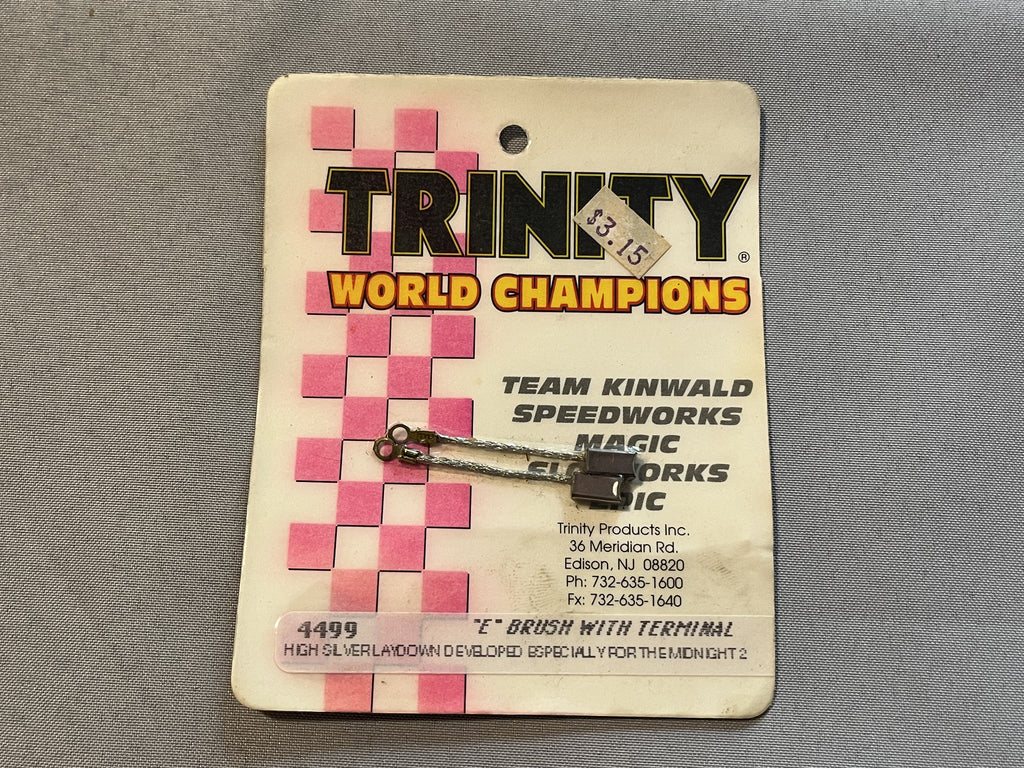 TRINITY®
$3.15
WORLD CHAMPIONS
TEAM KINWALD
SPEEDWORKS
MAGIC
Trinity Products Inc.
36 Meridian Rd.
Edison, NJ 08820
Ph: 732-635-1600
Fx: 732-635-1640
4499 "E" BRUSH WITH TERMINAL
HIGH SILVER LAYDOWN DEVELOPED ESPECIALLY FOR THE MIDNIGHT 2